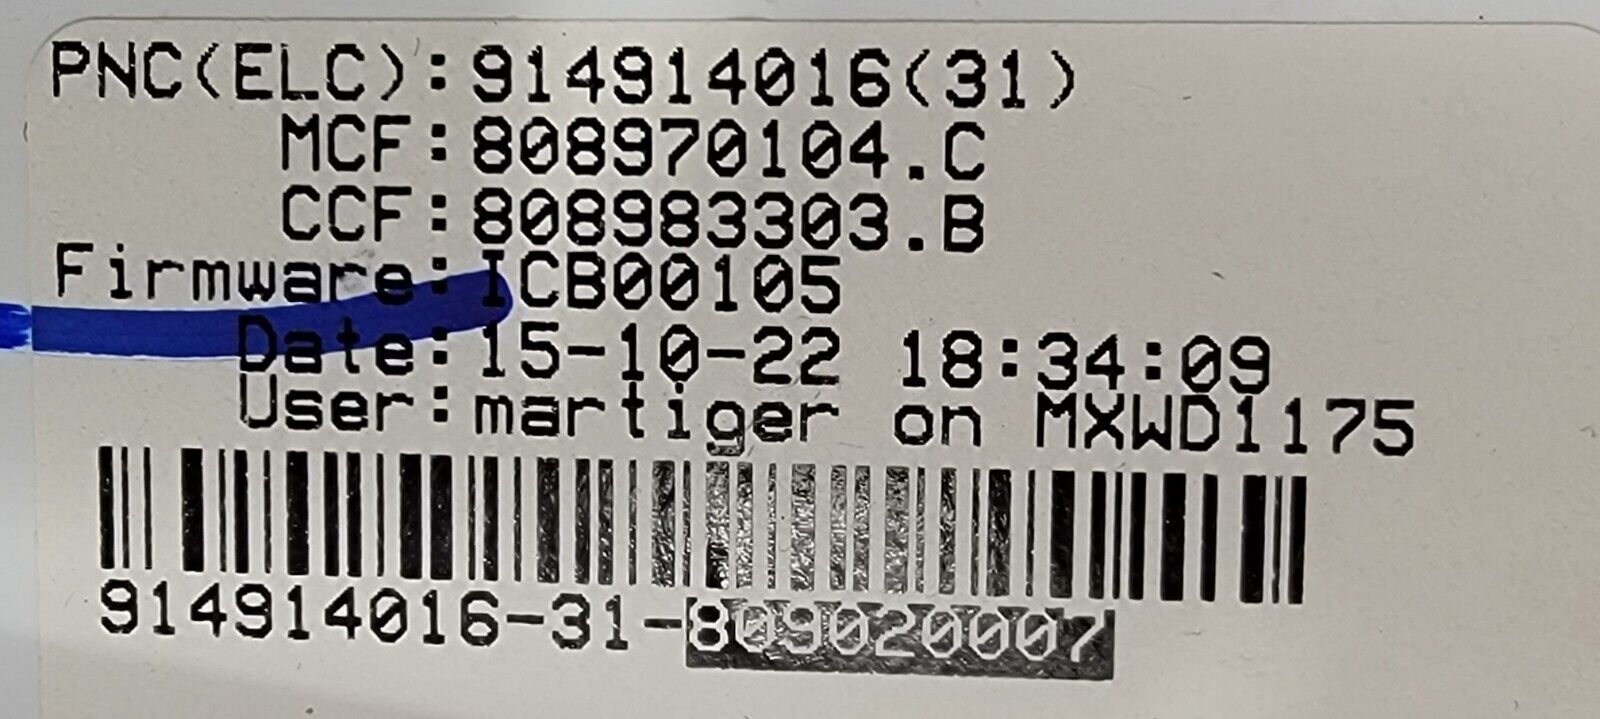 PNC(ELC):914914016(31)
MCF:808970104.C
CCF:808983303.B
Firmware:ICB00105
Date:15-10-22 18:34:09
User:martiger on MXWD1175
914914016-31-809020007